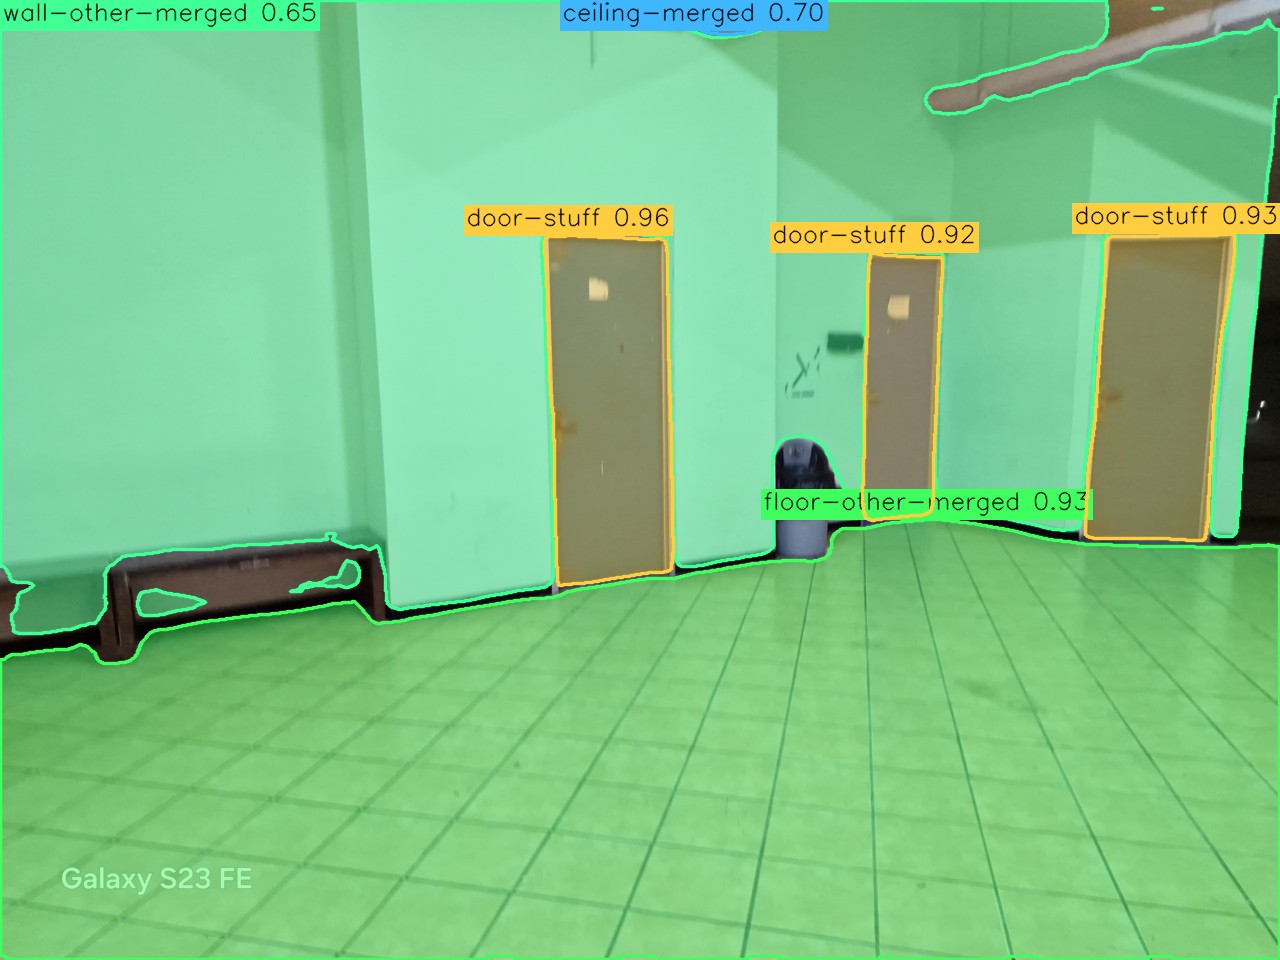 wall-other-merged 0.65
ceiling-merged 0.70
door-stuff 0.96
door-stuff 0.92
door-stuff 0.93
floor-other-merged 0.93
Galaxy S23 FE